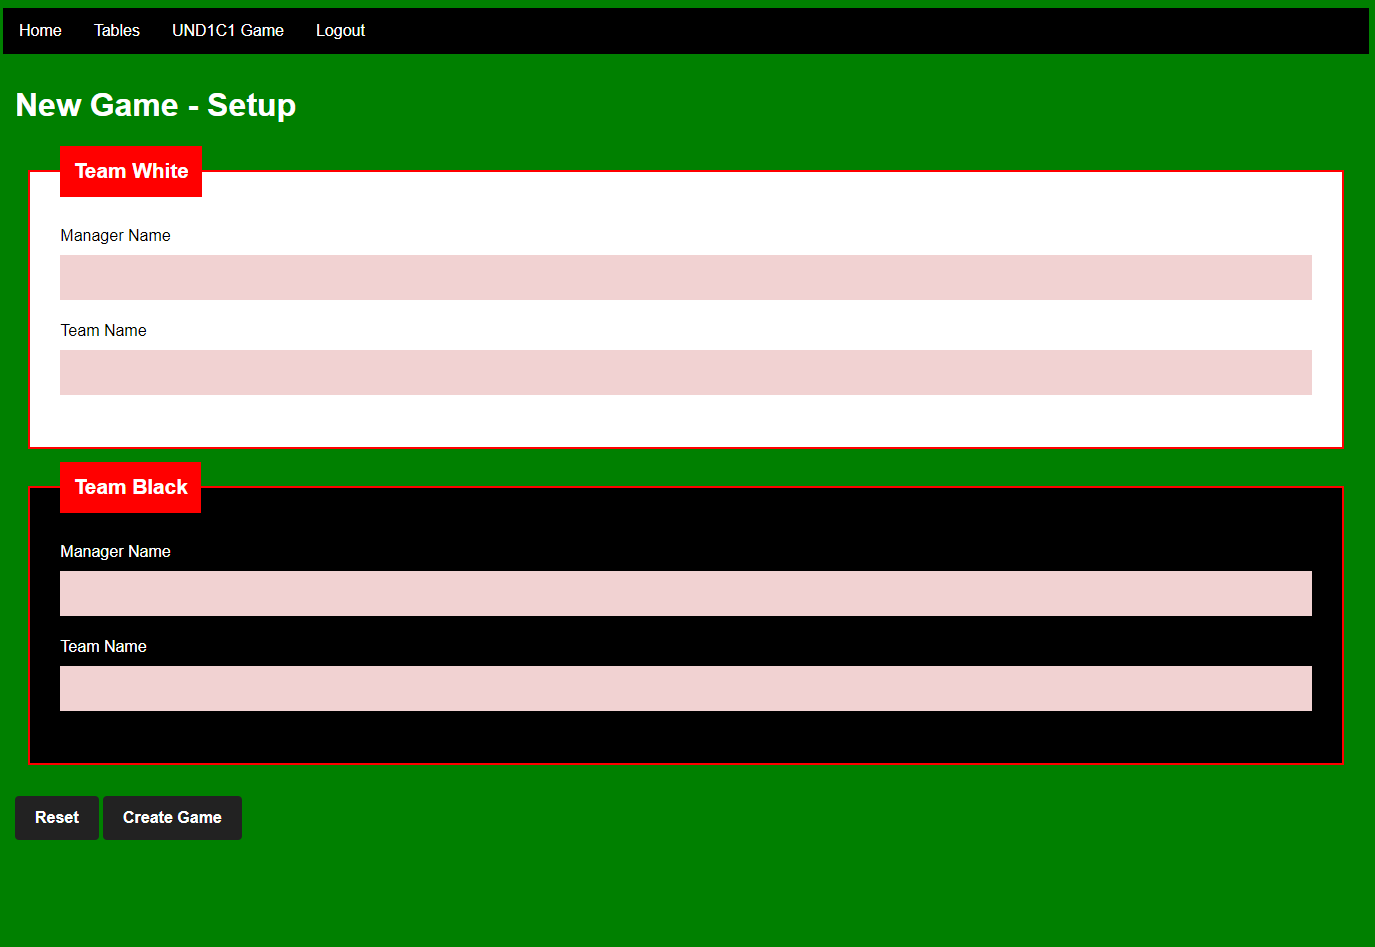 Home Tables UND1C1 Game Logout
New Game - Setup
Team White
Manager Name
Team Name
Team Black
Manager Name
Team Name
Reset Create Game